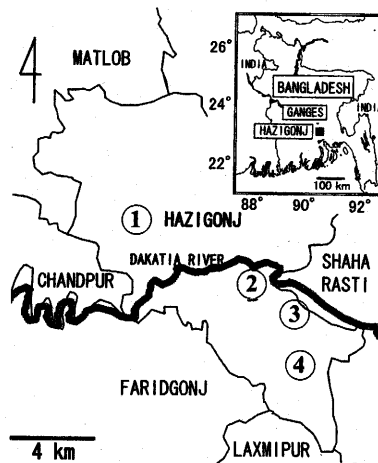 MATLOB
26°
INDIA
BANGLADESH
24°
GANGES
INDIA
HAZIGONJ
22°
100 km
88° 90° 92°
1 HAZIGONJ
DAKATIA RIVER
SHAHA
RASTI
CHANDPUR
2
3
4
FARIDGONJ
4 km
LAXMIPUR